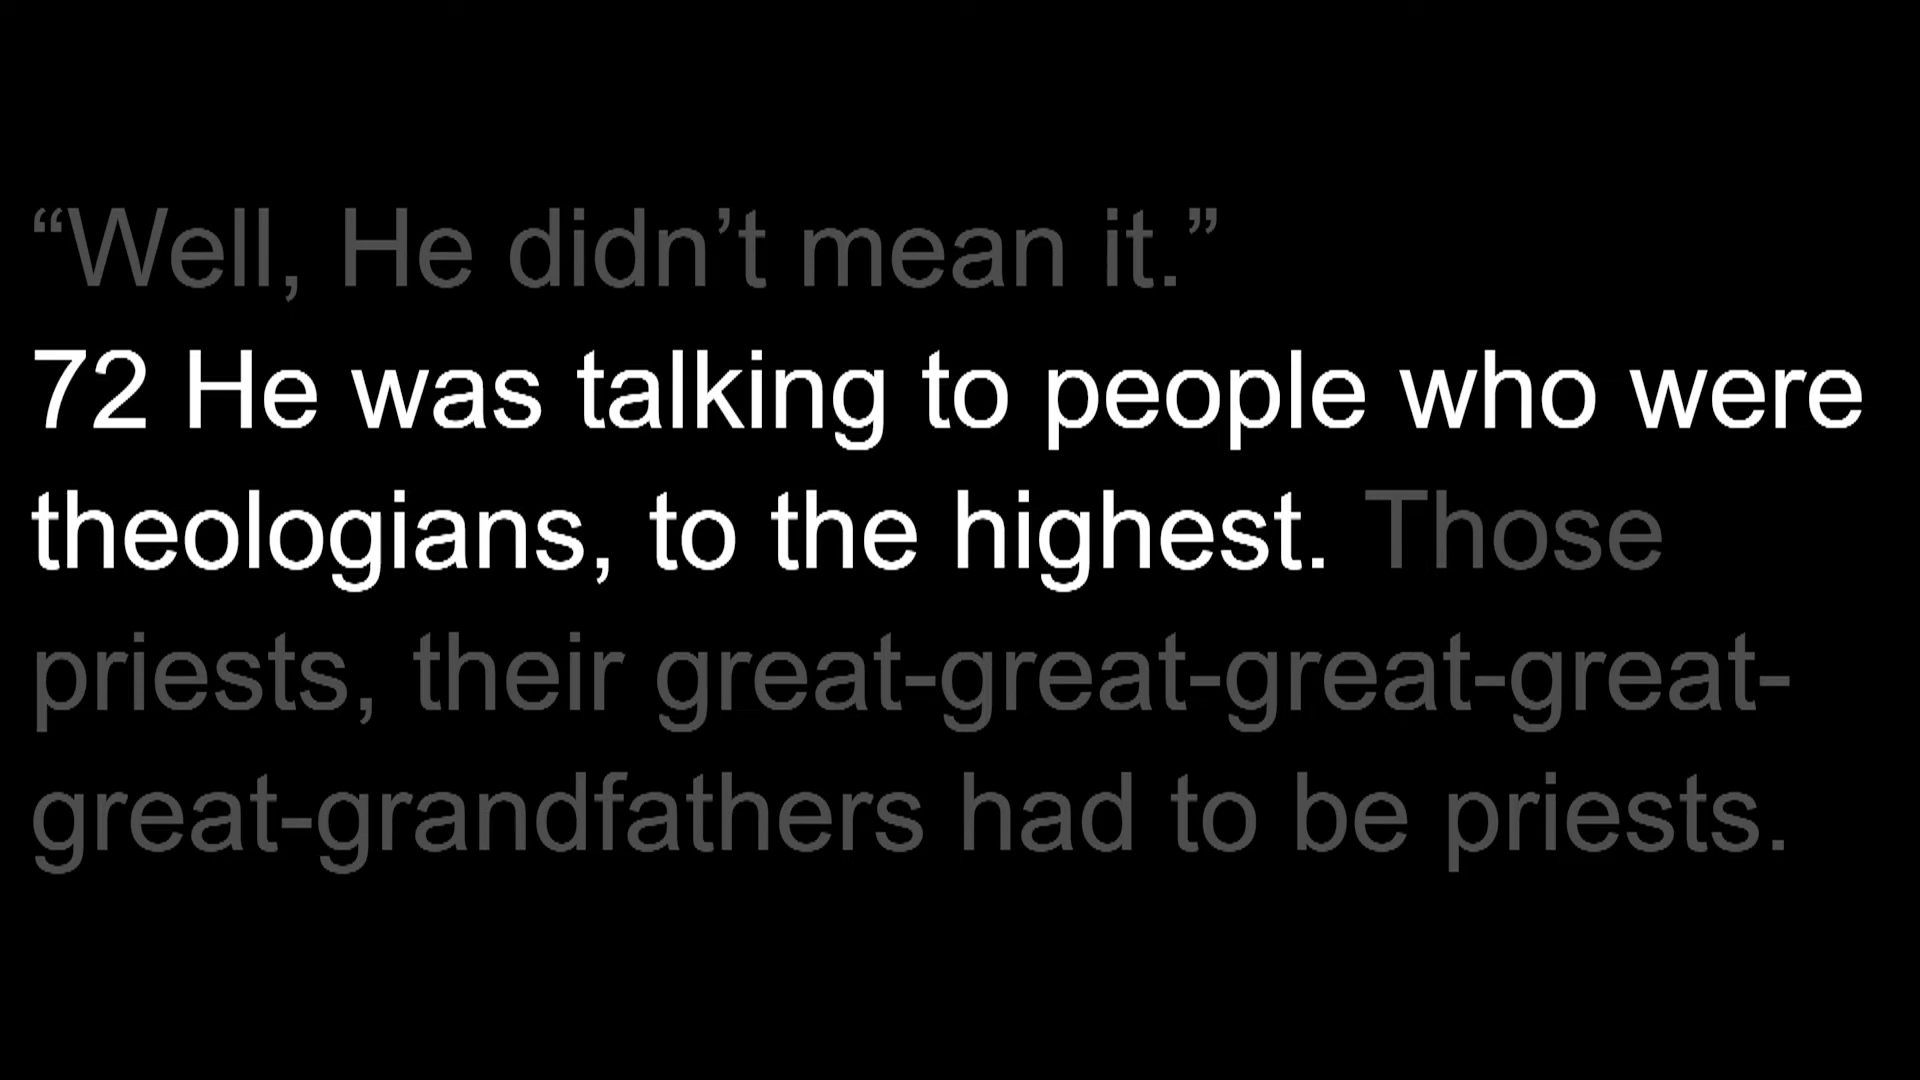 “Well, He didn’t mean it.”
72 He was talking to people who were
theologians, to the highest. Those
priests, their great-great-great-great-
great-grandfathers had to be priests.